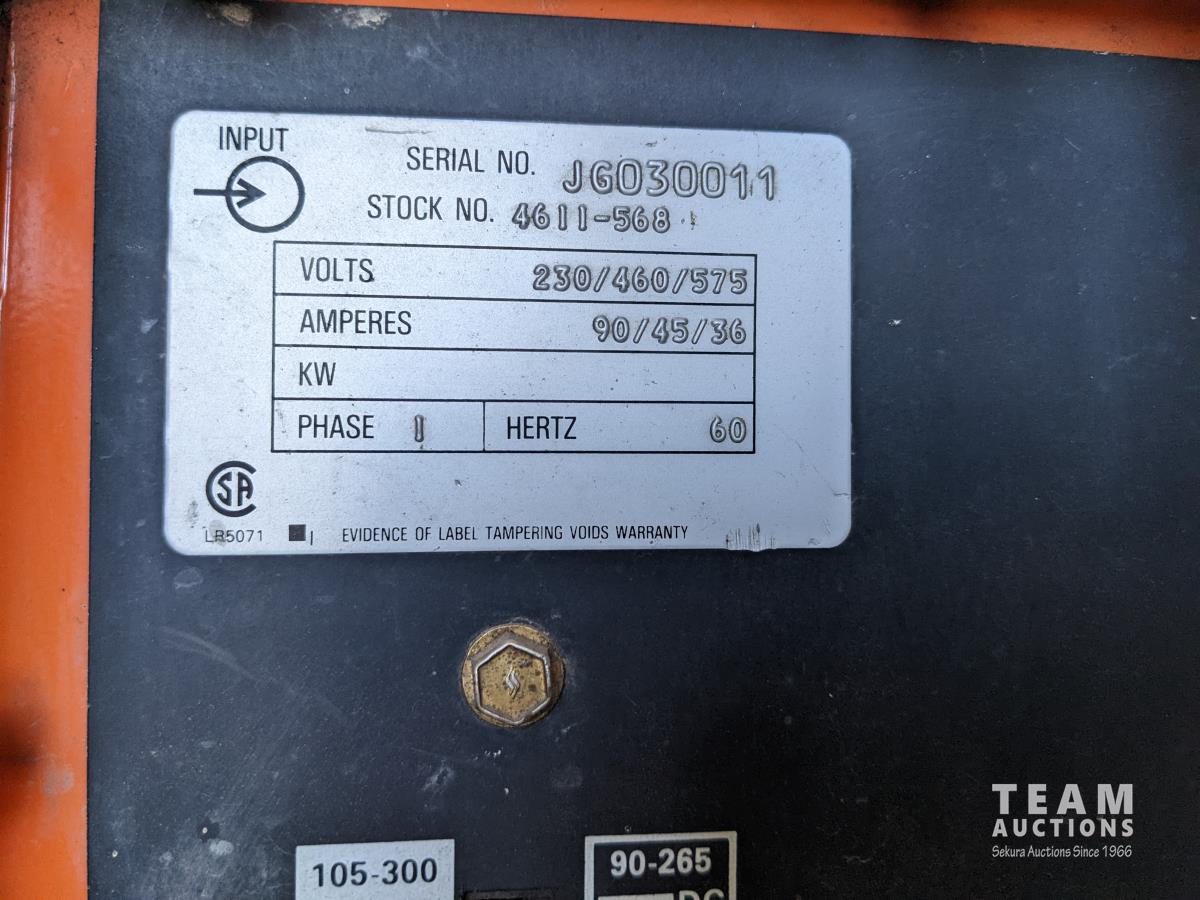 INPUT
SERIAL NO. JG030011
STOCK NO. 4611-568
VOLTS 230/460/575
AMPERES 90/45/36
KW
PHASE 1 HERTZ 60
CSA
LR5071 EVIDENCE OF LABEL TAMPERING VOIDS WARRANTY
105-300
90-265
DC
TEAM
AUCTIONS
Sekura Auctions Since 1966